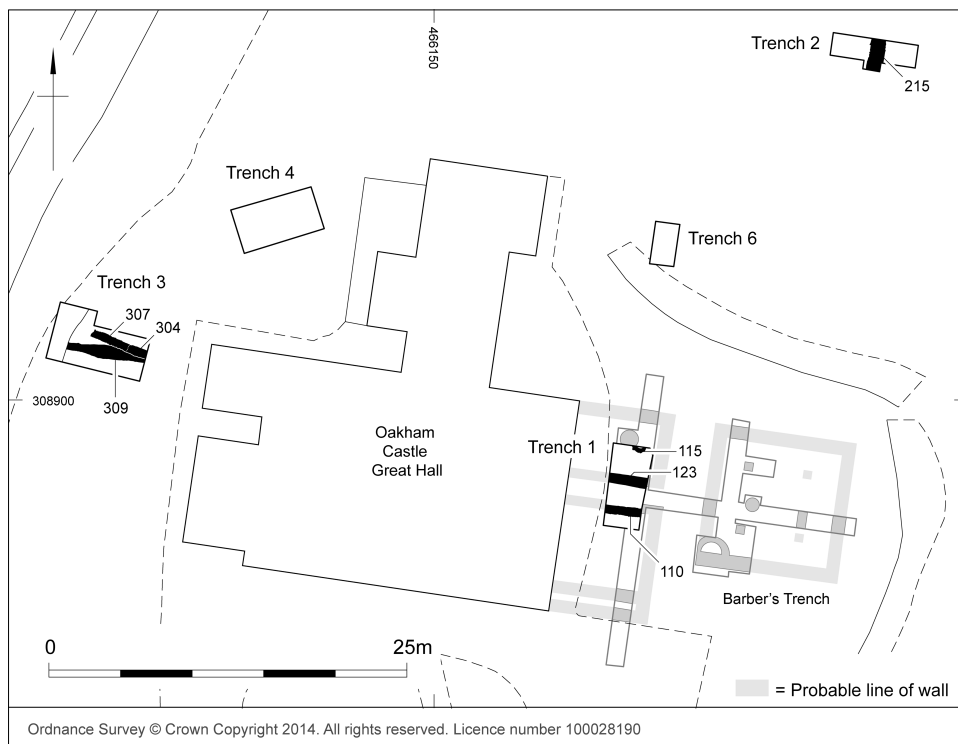 466150
Trench 2
215
Trench 4
Trench 6
Trench 3
307
304
309
308900
Oakham
Castle
Great Hall
Trench 1
115
123
110
Barber's Trench
0
25m
= Probable line of wall
Ordnance Survey © Crown Copyright 2014. All rights reserved. Licence number 100028190